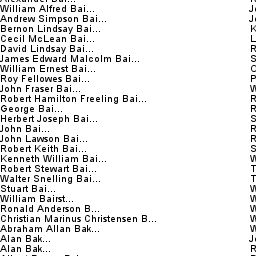 William Alfred Bai... J
Andrew Simpson Bai... J
Bernon Lindsay Bai... K
Cecil McLean Bai... L
David Lindsay Bai... R
James Edward Malcolm Bai... S
William Ernest Bai... C
Roy Fellowes Bai... P
John Fraser Bai... W
Robert Hamilton Freeling Bai... R
George Bai... R
Herbert Joseph Bai... S
John Bai... R
John Lawson Bai... R
Robert Keith Bai... S
Kenneth William Bai... W
Robert Stewart Bai... T
Walter Snelling Bai... T
Stuart Bai... W
William Bairst... W
Ronald Anderson B... W
Christian Marinus Christensen B... W
Abraham Allan Bak... W
Alan Bak... J
Alan Bak... R